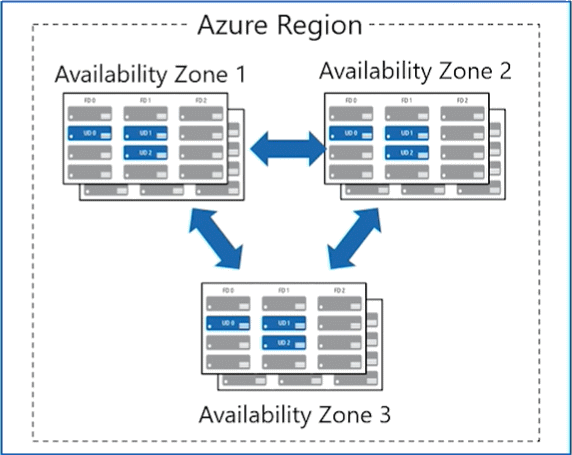 Azure Region
Availability Zone 1
FD 0 FD 1 FD 2
UD 0 UD 1
UD 2
Availability Zone 2
FD 0 FD 1 FD 2
UD 0 UD 1
UD 2
FD 0 FD 1 FD 2
UD 0 UD 1
UD 2
Availability Zone 3